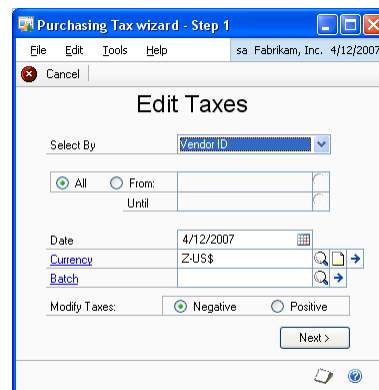 Purchasing Tax wizard - Step 1
File Edit Tools Help sa Fabrikam, Inc. 4/12/2007
Cancel
Edit Taxes
Select By Vendor ID
All From:
Until
Date 4/12/2007
Currency Z-US$
Batch
Modify Taxes: Negative Positive
Next >